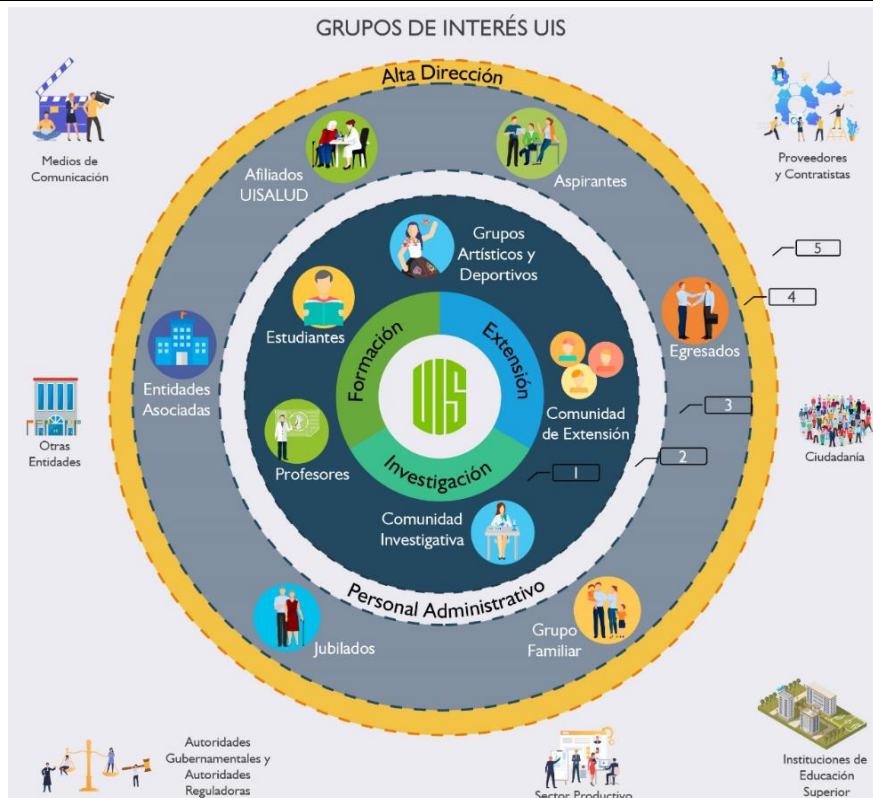 GRUPOS DE INTERÉS UIS
Alta Dirección
Medios de
Comunicación
Proveedores
y Contratistas
Afiliados
UISALUD
Aspirantes
Grupos
Artísticos y
Deportivos
5
4
Estudiantes
Formación
Extensión
Egresados
Entidades
Asociadas
UIS
Comunidad
de Extensión
3
Otras
Entidades
Ciudadanía
Profesores
Investigación
2
1
Comunidad
Investigativa
Personal Administrativo
Jubilados
Grupo
Familiar
Autoridades
Gubernamentales y
Autoridades
Reguladoras
Sector Productivo
Instituciones de
Educación
Superior